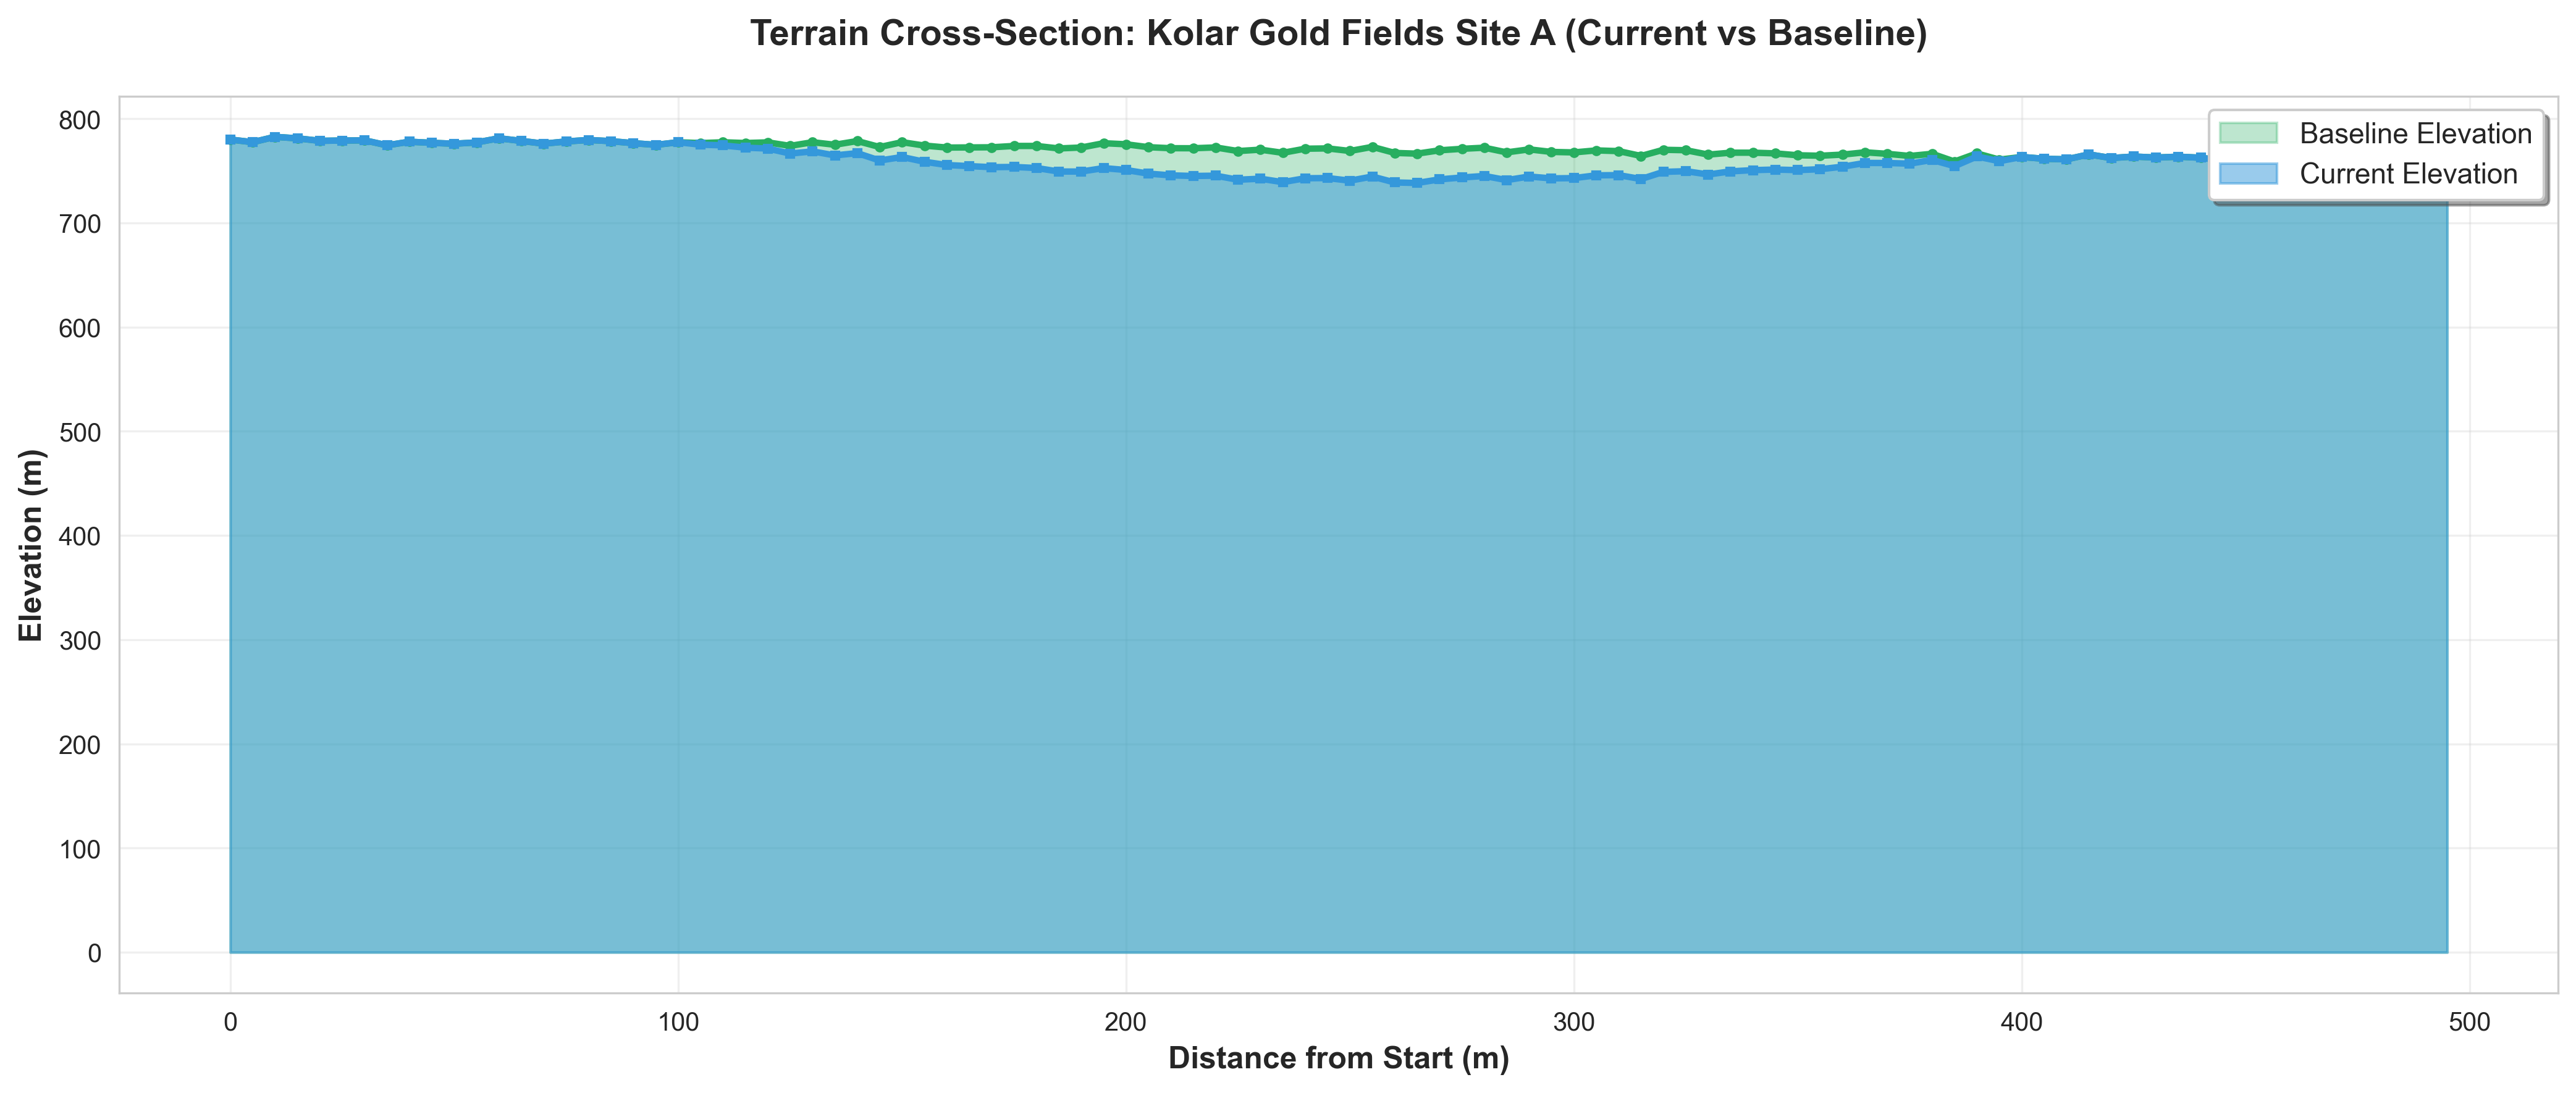 Terrain Cross-Section: Kolar Gold Fields Site A (Current vs Baseline)
Baseline Elevation
Current Elevation
Elevation (m)
800
700
600
500
400
300
200
100
0
0 100 200 300 400 500
Distance from Start (m)